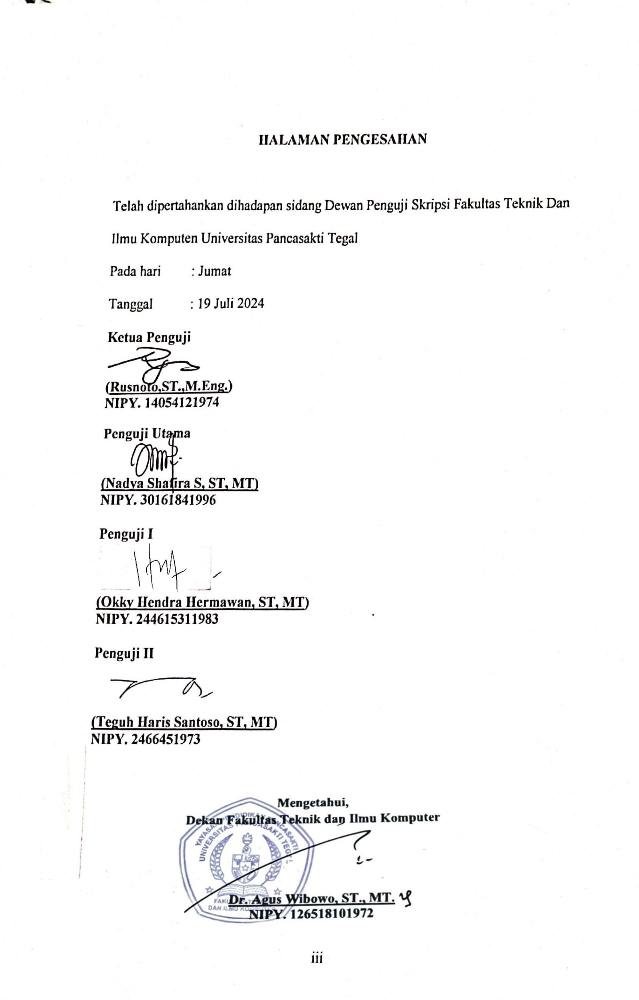 HALAMAN PENGESAHAN
Telah dipertahankan dihadapan sidang Dewan Penguji Skripsi Fakultas Teknik Dan
Ilmu Komputen Universitas Pancasakti Tegal
Pada hari : Jumat
Tanggal : 19 Juli 2024
Ketua Penguji
(Rusnoto,ST.,M.Eng.)
NIPY. 14054121974
Penguji Utama
(Nadya Shafira S, ST, MT)
NIPY. 30161841996
Penguji I
(Okky Hendra Hermawan, ST, MT)
NIPY. 244615311983
Penguji II
(Teguh Haris Santoso, ST, MT)
NIPY. 2466451973
Mengetahui,
Dekan Fakultas Teknik dan Ilmu Komputer
YAYASAN PENDIDIKAN PANCASAKTI
UNIVERSITAS PANCASAKTI TEGAL
DAN ILMU
Dr. Agus Wibowo, ST., MT.
NIPY. 126518101972
iii